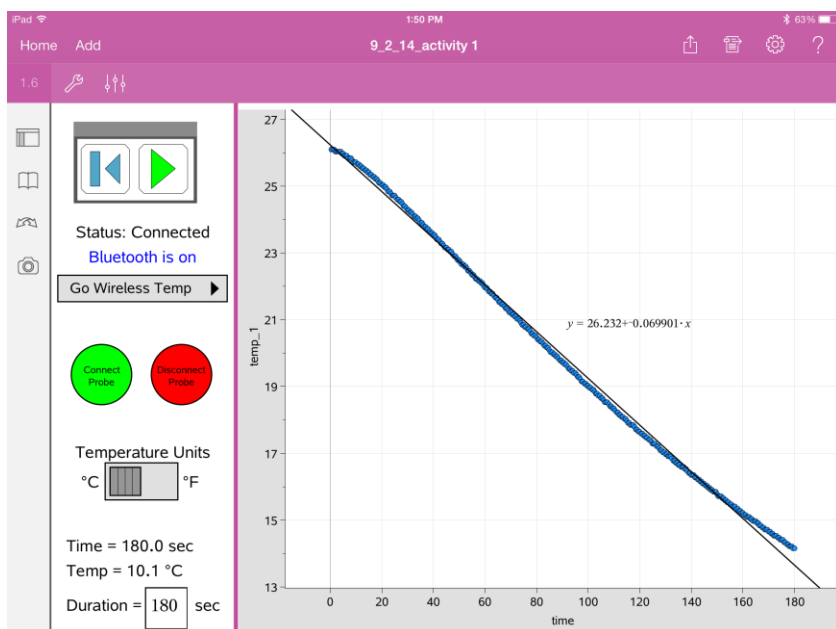 iPad 1:50 PM 63%
Home Add 9_2_14_activity 1 ?
1.6
Status: Connected
Bluetooth is on
Go Wireless Temp
Connect
Probe
Disconnect
Probe
Temperature Units
°C °F
Time = 180.0 sec
Temp = 10.1 °C
Duration = 180 sec
27
25
23
21
19
17
15
13
temp_1
y = 26.232+-0.069901·x
0 20 40 60 80 100 120 140 160 180
time